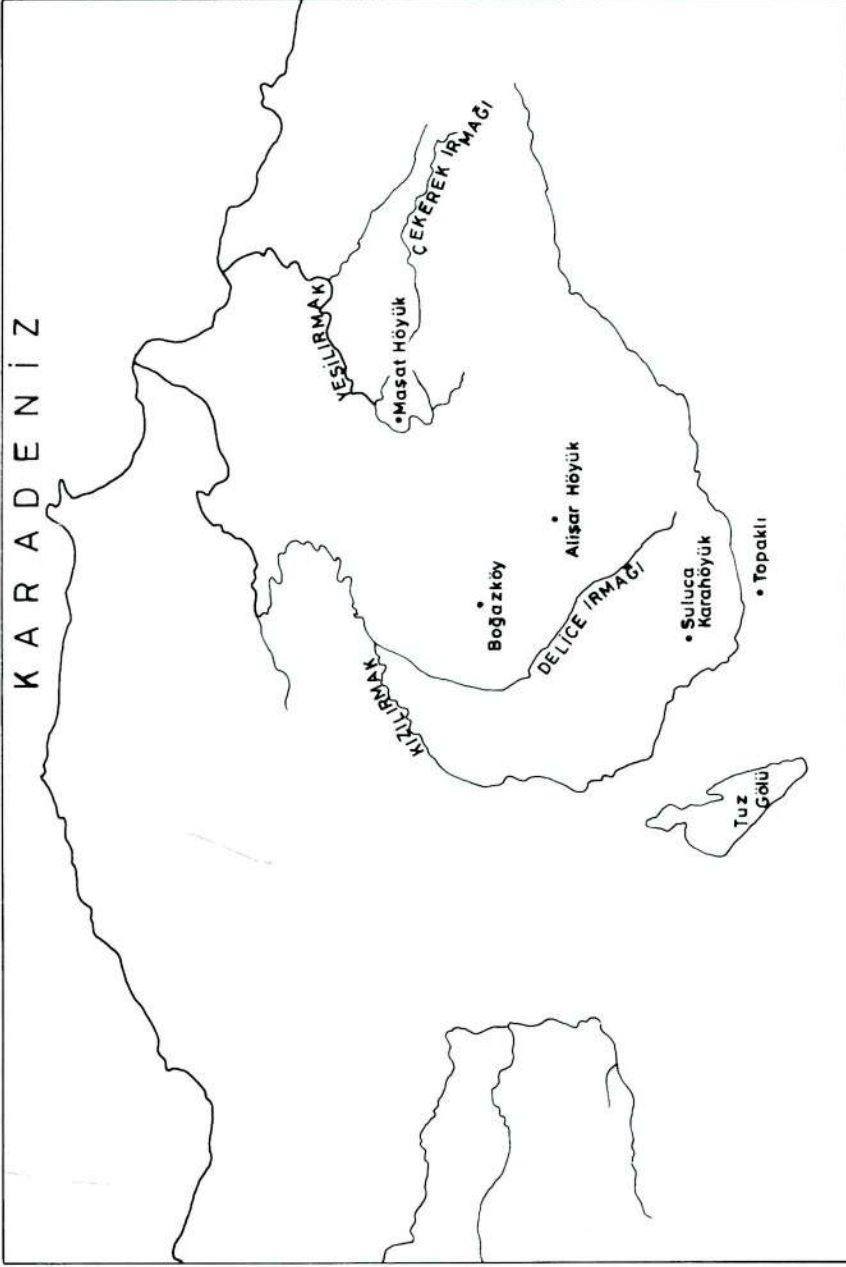 KARADENİZ
YEŞİLIRMAK
ÇEKEREK IRMAĞI
Maşat Höyük
KIZILIRMAK
Boğazköy
Alişar Höyük
DELİCE IRMAĞI
Suluca
Karahöyük
Topaklı
Tuz
Gölü